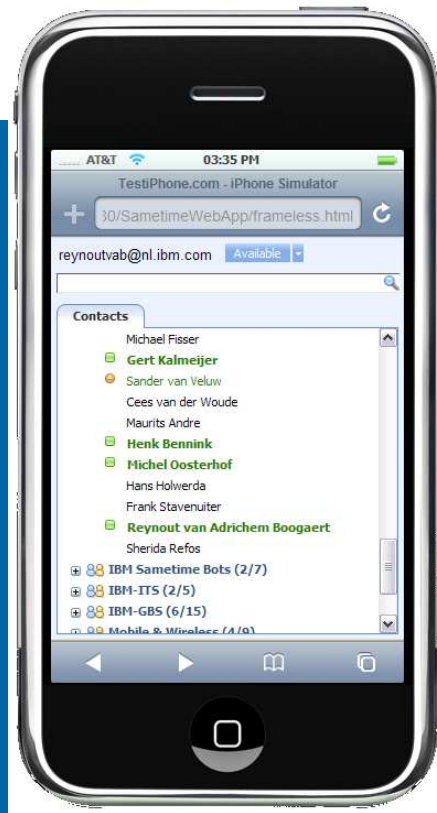 AT&T 03:35 PM
TestiPhone.com - iPhone Simulator
30/SametimeWebApp/frameless.html
reynoutvab@nl.ibm.com Available
Contacts
Michael Fisser
Gert Kalmeijer
Sander van Veluw
Cees van der Woude
Maurits Andre
Henk Bennink
Michel Oosterhof
Hans Holwerda
Frank Stavenuiter
Reynout van Adrichem Boogaert
Sherida Refos
IBM Sametime Bots (2/7)
IBM-ITS (2/5)
IBM-GBS (6/15)
Mobile & Wireless (4/9)